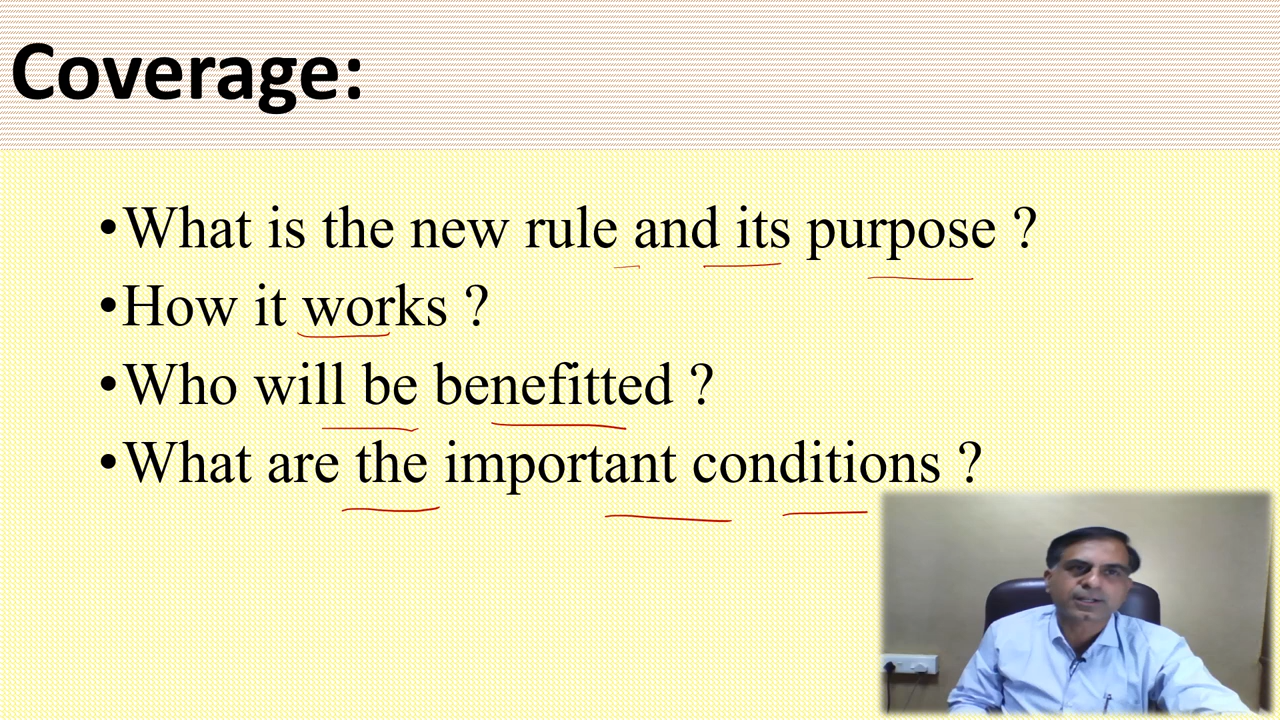 Coverage:
•What is the new rule and its purpose ?
•How it works ?
•Who will be benefitted ?
•What are the important conditions ?